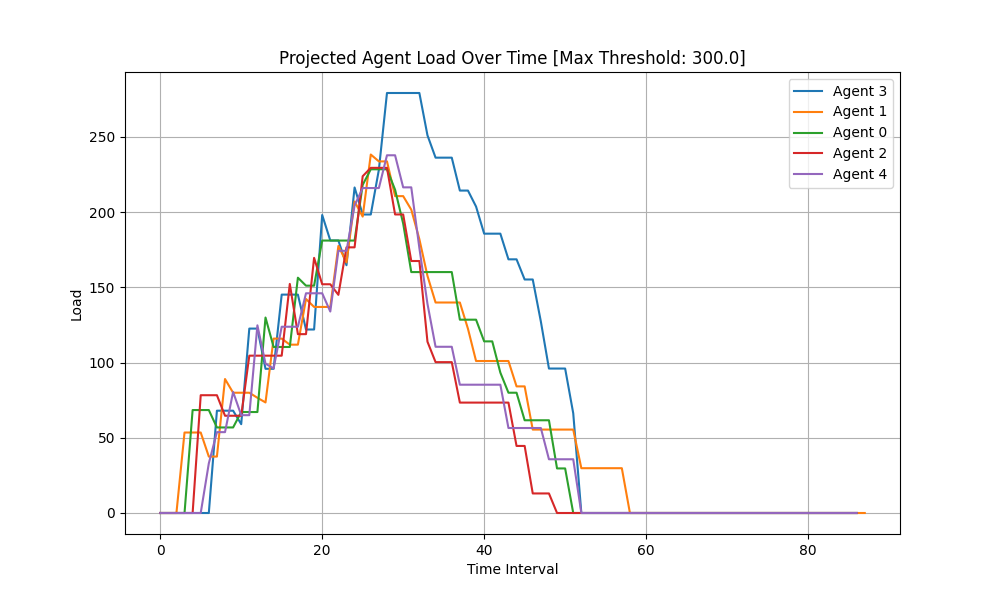 Projected Agent Load Over Time [Max Threshold: 300.0]
Load
250
200
150
100
50
0
0 20 40 60 80
Time Interval
Agent 3
Agent 1
Agent 0
Agent 2
Agent 4